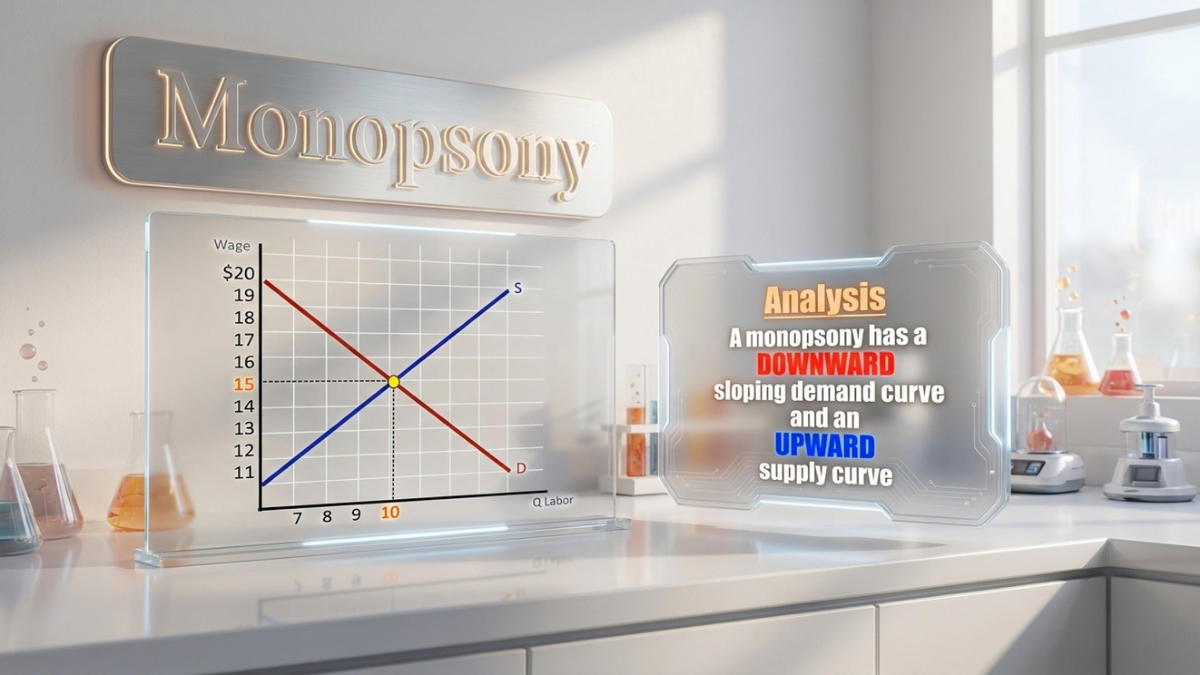 Monopsony
Wage
$20
19
18
17
16
15
14
13
12
11
S
D
7 8 9 10
Q Labor
Analysis
A monopsony has a
DOWNWARD
sloping demand curve
and an
UPWARD
supply curve